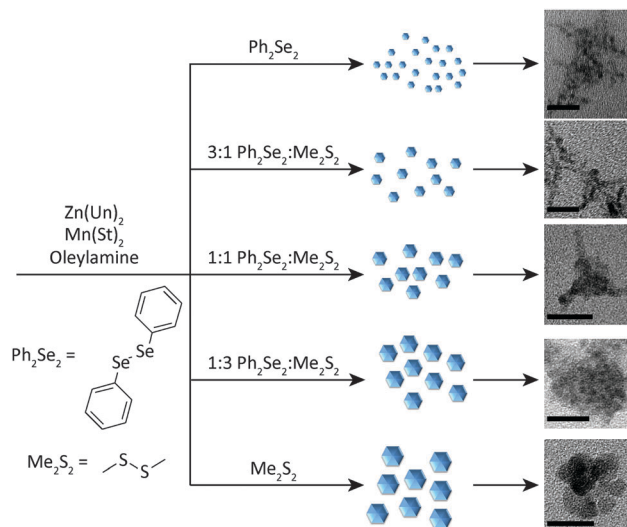 Ph₂Se₂
3:1 Ph₂Se₂:Me₂S₂
Zn(Un)₂
Mn(St)₂
Oleylamine
1:1 Ph₂Se₂:Me₂S₂
Ph₂Se₂ =
Se
Se
1:3 Ph₂Se₂:Me₂S₂
Me₂S₂ =
S
S
Me₂S₂